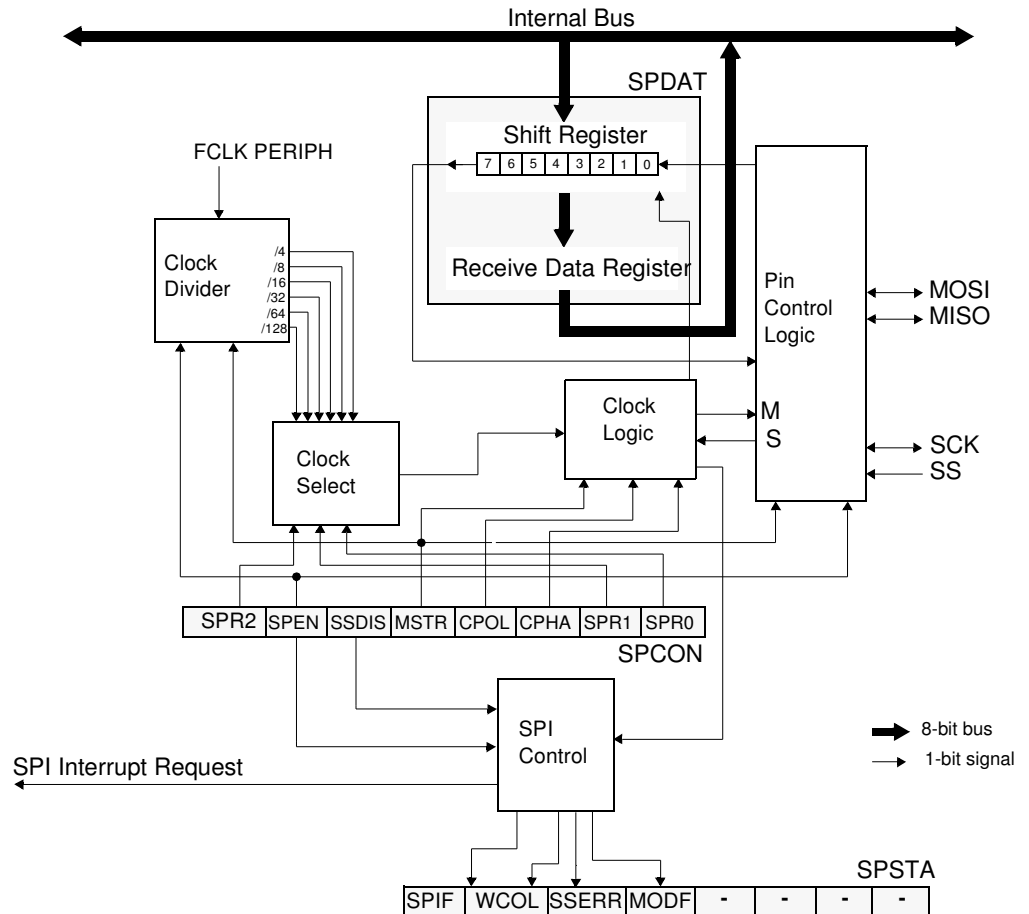 Internal Bus
SPDAT
Shift Register
7 6 5 4 3 2 1 0
FCLK PERIPH
Clock
Divider
/4
/8
/16
/32
/64
/128
Receive Data Register
Pin
Control
Logic
MOSI
MISO
Clock
Logic
M
S
SCK
SS
Clock
Select
SPR2 SPEN SSDIS MSTR CPOL CPHA SPR1 SPR0
SPCON
SPI
Control
8-bit bus
1-bit signal
SPI Interrupt Request
SPSTA
SPIF WCOL SSERR MODF - - - -